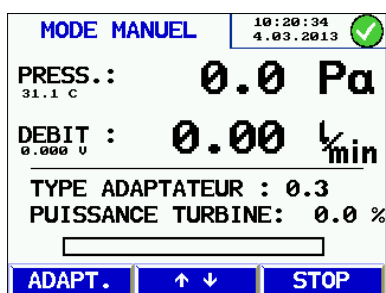 MODE MANUEL
10:20:34
4.03.2013
PRESS.: 0.0 Pa
31.1 C
DEBIT : 0.00 l/min
0.000 V
TYPE ADAPTATEUR : 0.3
PUISSANCE TURBINE: 0.0 %
ADAPT. ↑ ↓ STOP